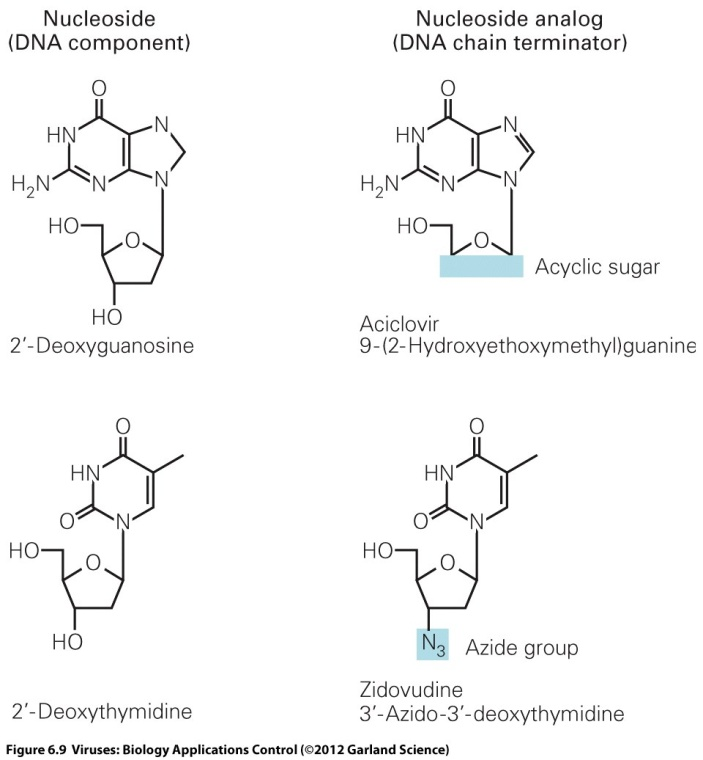 Nucleoside
(DNA component)
Nucleoside analog
(DNA chain terminator)
O
HN
N
H2N
N
N
HO
O
HO
2′-Deoxyguanosine
O
HN
N
H2N
N
N
HO
O
Acyclic sugar
Aciclovir
9-(2-Hydroxyethoxymethyl)guanine
O
HN
O
N
HO
O
HO
2′-Deoxythymidine
O
HN
O
N
HO
O
N3
Azide group
Zidovudine
3′-Azido-3′-deoxythymidine
Figure 6.9 Viruses: Biology Applications Control (©2012 Garland Science)